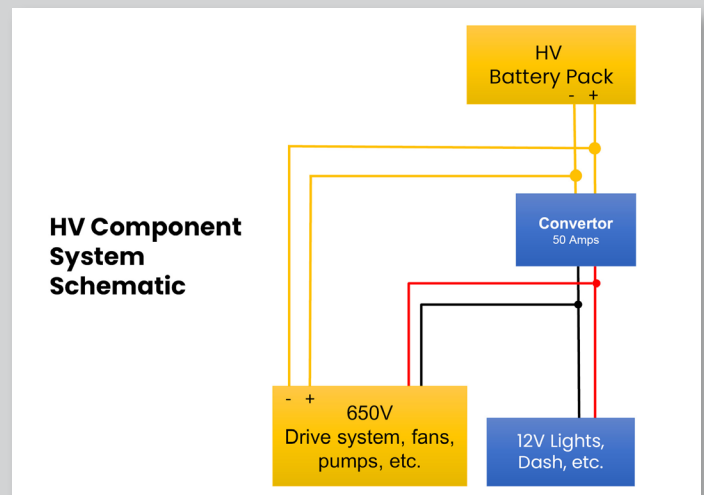 HV
Battery Pack
- +
Convertor
50 Amps
HV Component
System
Schematic
- +
650V
Drive system, fans,
pumps, etc.
12V Lights,
Dash, etc.